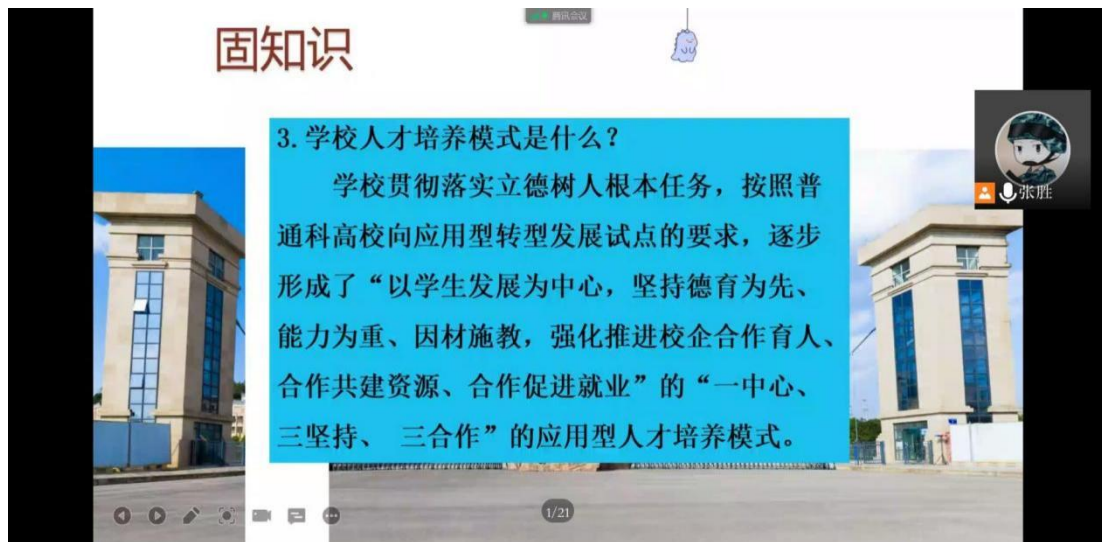 腾讯会议
固知识
3.学校人才培养模式是什么？
学校贯彻落实立德树人根本任务，按照普
通科高校向应用型转型发展试点的要求，逐步
形成了“以学生发展为中心，坚持德育为先、
能力为重、因材施教，强化推进校企合作育人、
合作共建资源、合作促进就业”的“一中心、
三坚持、 三合作”的应用型人才培养模式。
张胜
1/21